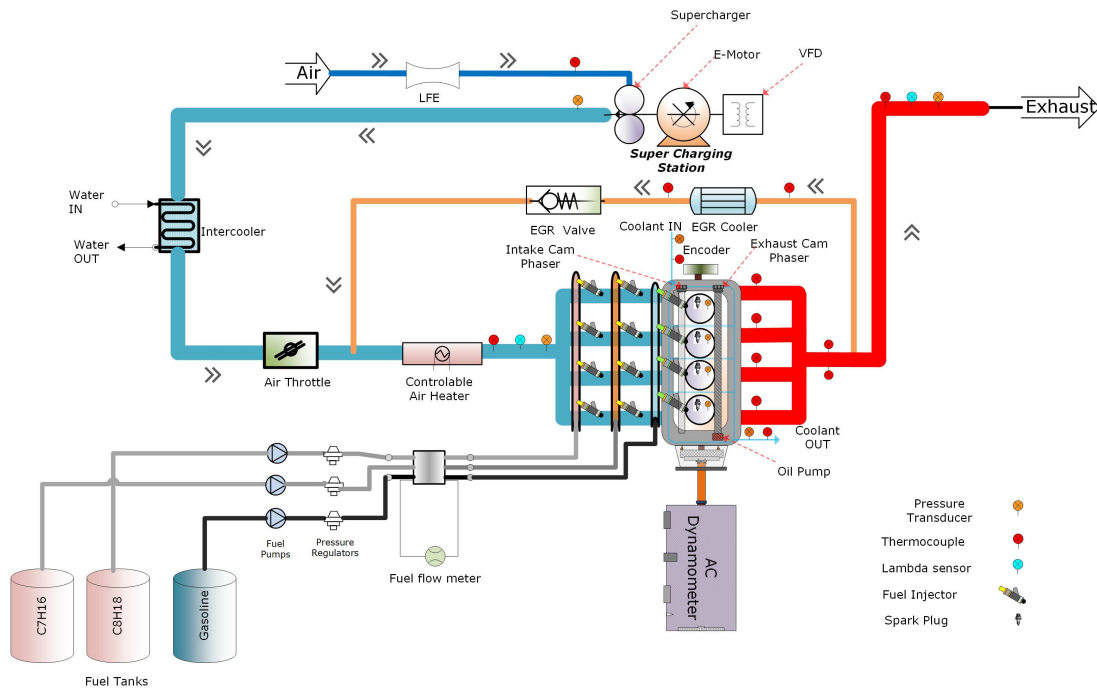 Supercharger
E-Motor
VFD
Air
LFE
Exhaust
Super Charging
Station
Water
IN
Water
OUT
Intercooler
EGR Valve
Coolant IN
EGR Cooler
Intake Cam
Phaser
Encoder
Exhaust Cam
Phaser
Air Throttle
Controlable
Air Heater
Coolant
OUT
Oil Pump
Fuel
Pumps
Pressure
Regulators
Fuel flow meter
AC
Dynamometer
C7H16
C8H18
Gasoline
Fuel Tanks
Pressure
Transducer
Thermocouple
Lambda sensor
Fuel Injector
Spark Plug